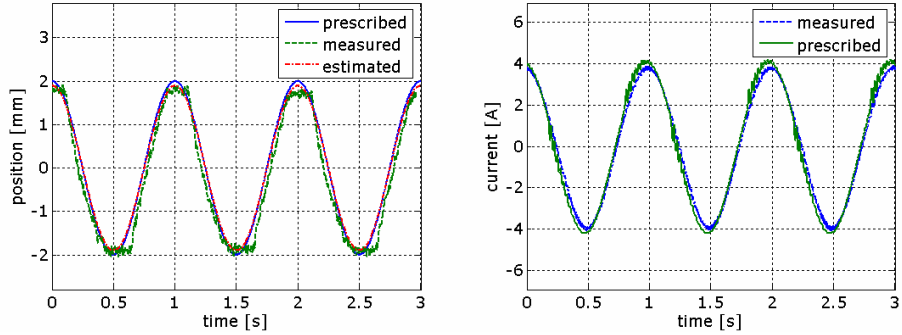 prescribed
measured
estimated
position [mm]
3
2
1
0
-1
-2
0 0.5 1 1.5 2 2.5 3
time [s]
measured
prescribed
current [A]
6
4
2
0
-2
-4
-6
0 0.5 1 1.5 2 2.5 3
time [s]